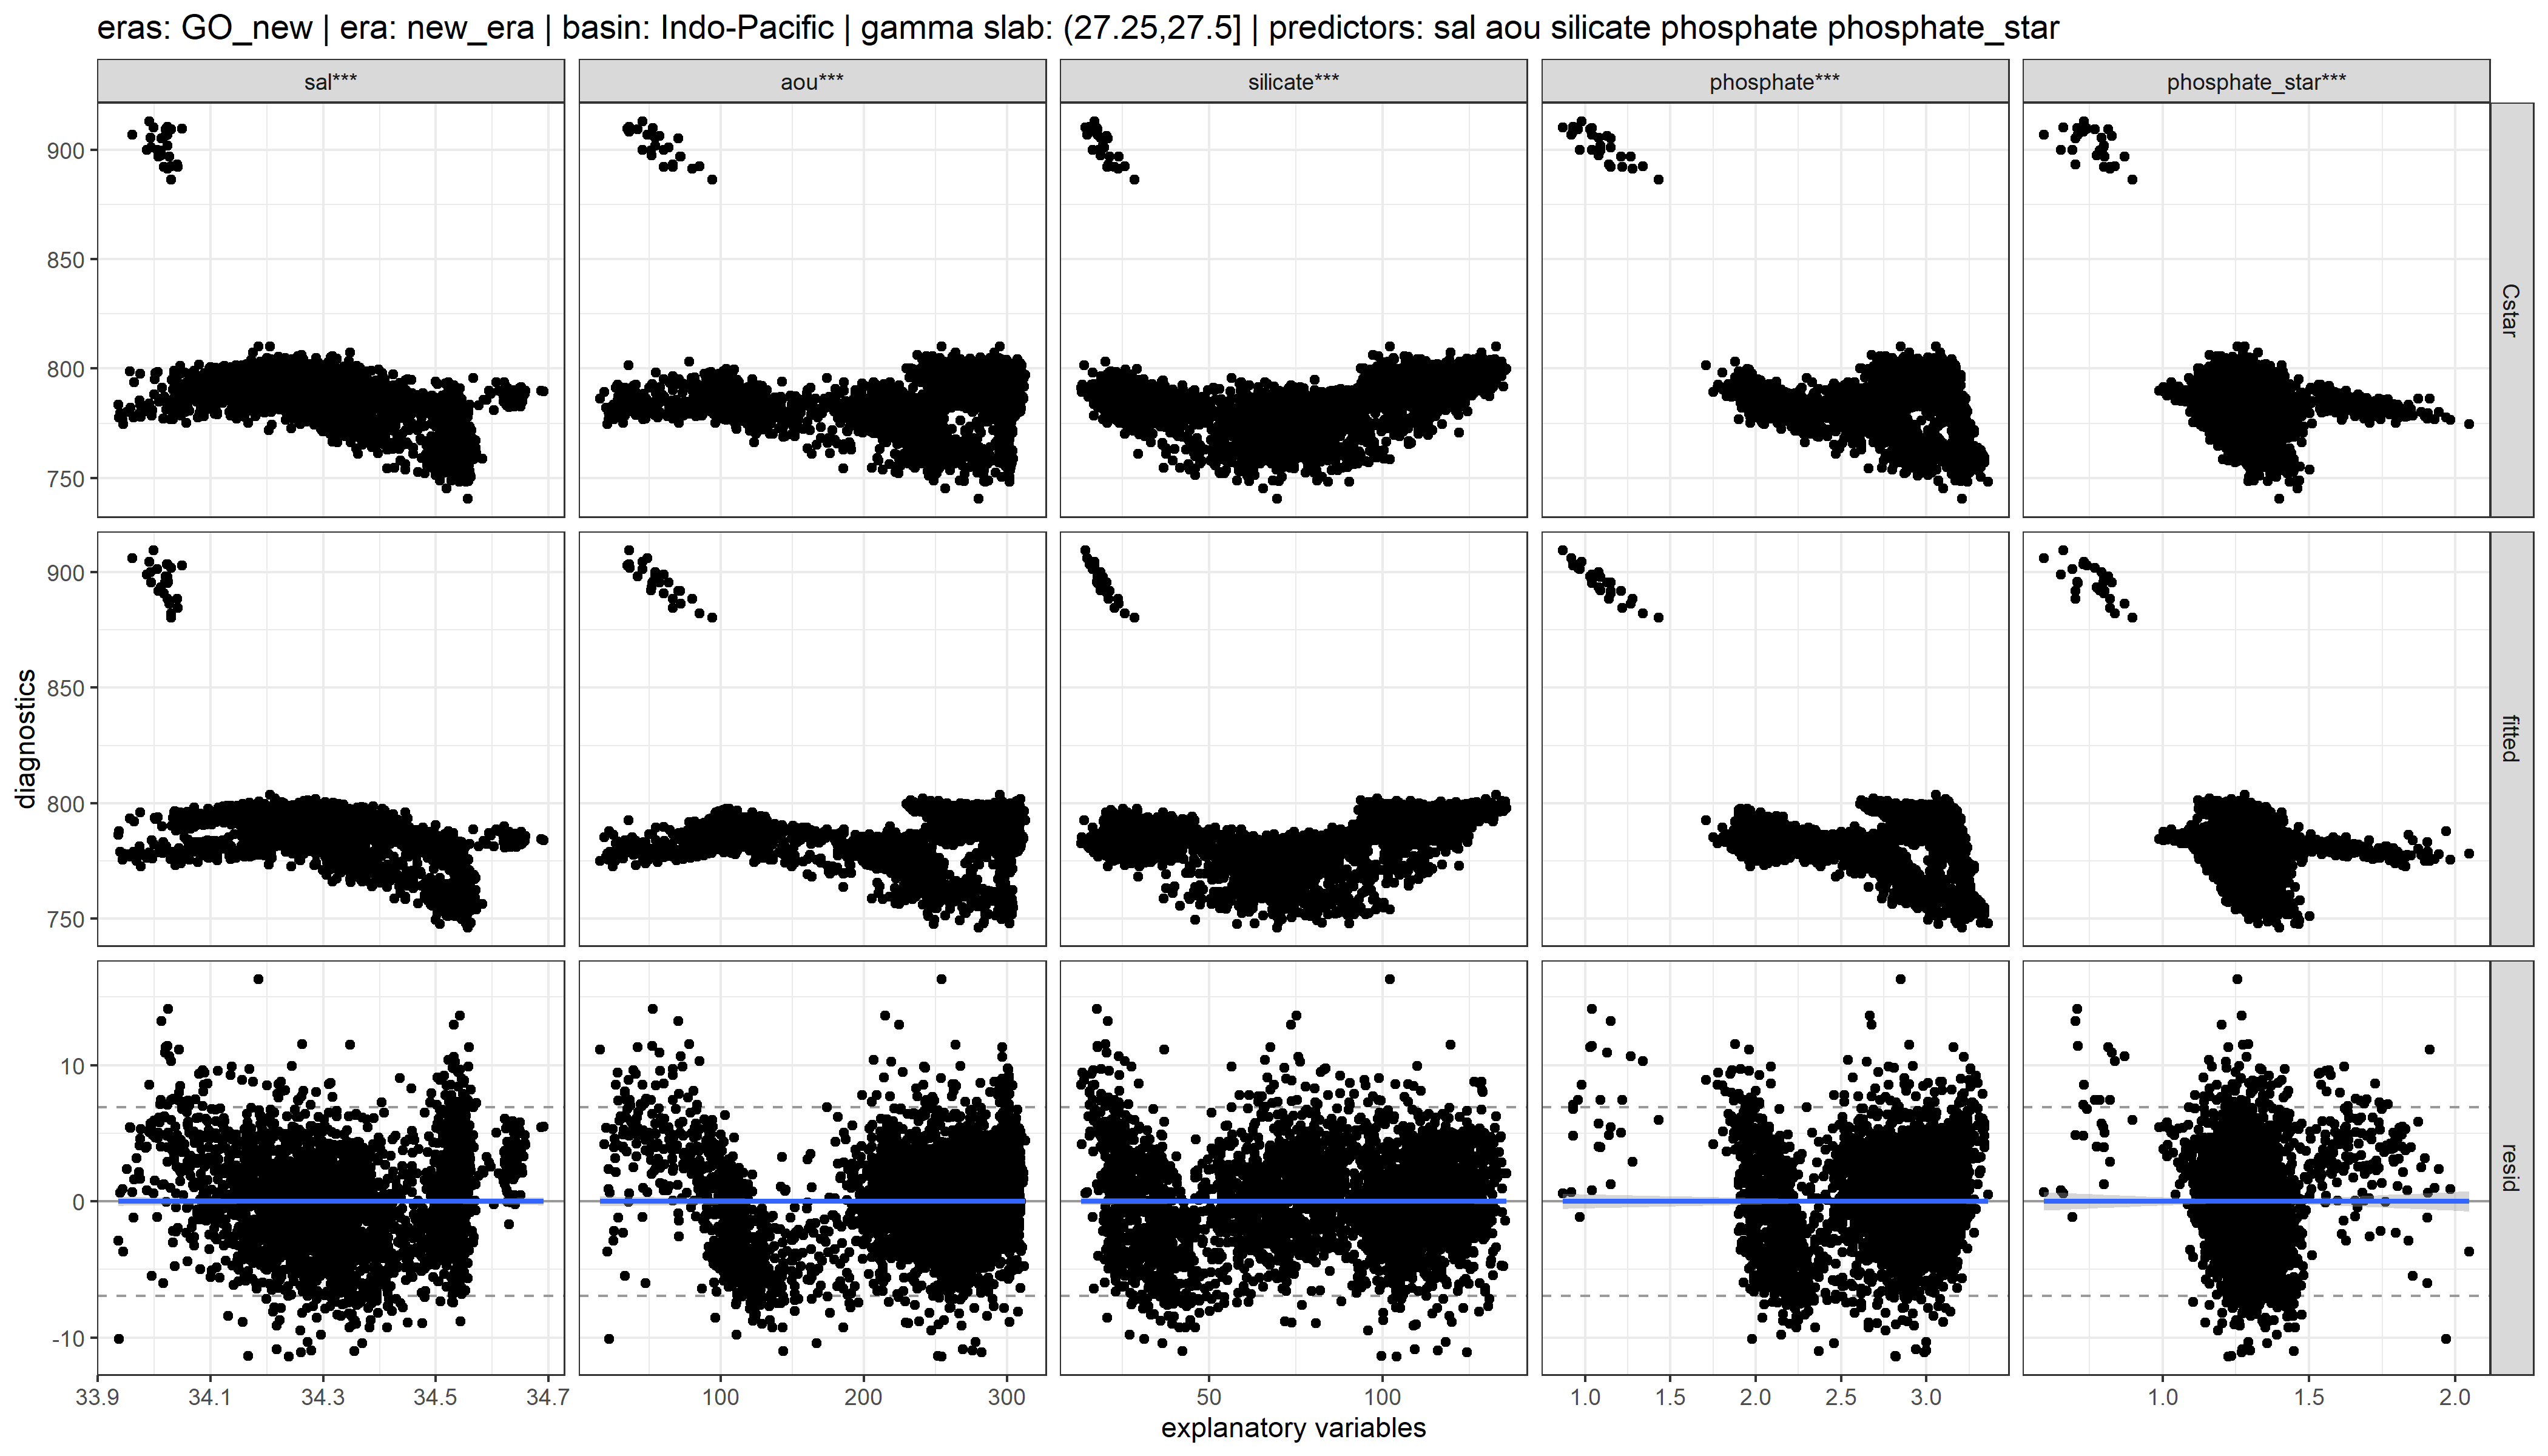 eras: GO_new | era: new_era | basin: Indo-Pacific | gamma slab: (27.25,27.5] | predictors: sal aou silicate phosphate phosphate_star
sal*** aou*** silicate*** phosphate*** phosphate_star***
900
850
800
750
Cstar
900
850
800
750
fitted
diagnostics
10
0
-10
resid
33.9 34.1 34.3 34.5 34.7 100 200 300 50 100 1.0 1.5 2.0 2.5 3.0 1.0 1.5 2.0
explanatory variables